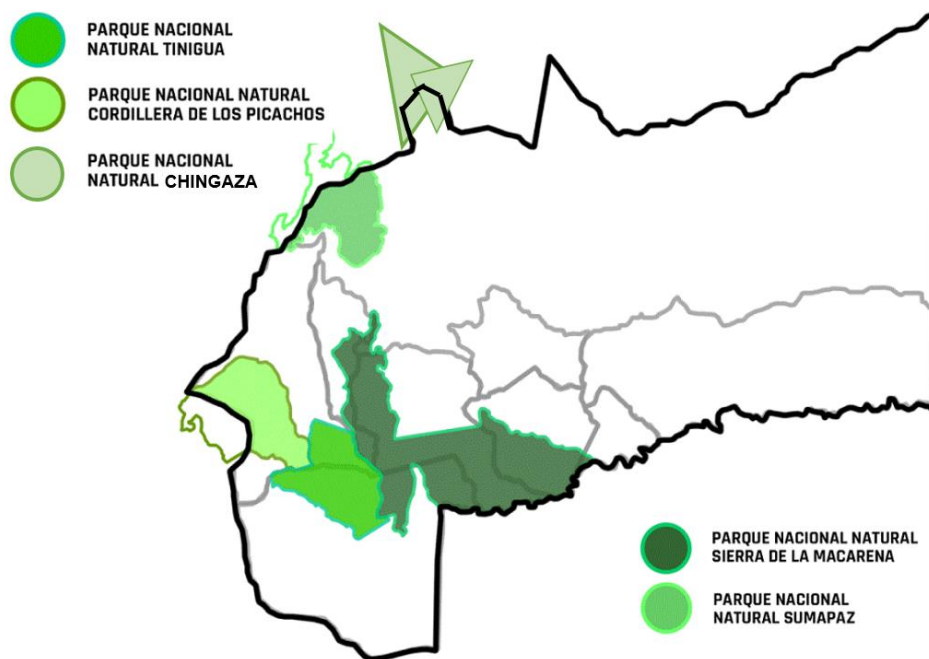 PARQUE NACIONAL
NATURAL TINIGUA
PARQUE NACIONAL NATURAL
CORDILLERA DE LOS PICACHOS
PARQUE NACIONAL
NATURAL CHINGAZA
PARQUE NACIONAL NATURAL
SIERRA DE LA MACARENA
PARQUE NACIONAL
NATURAL SUMAPAZ